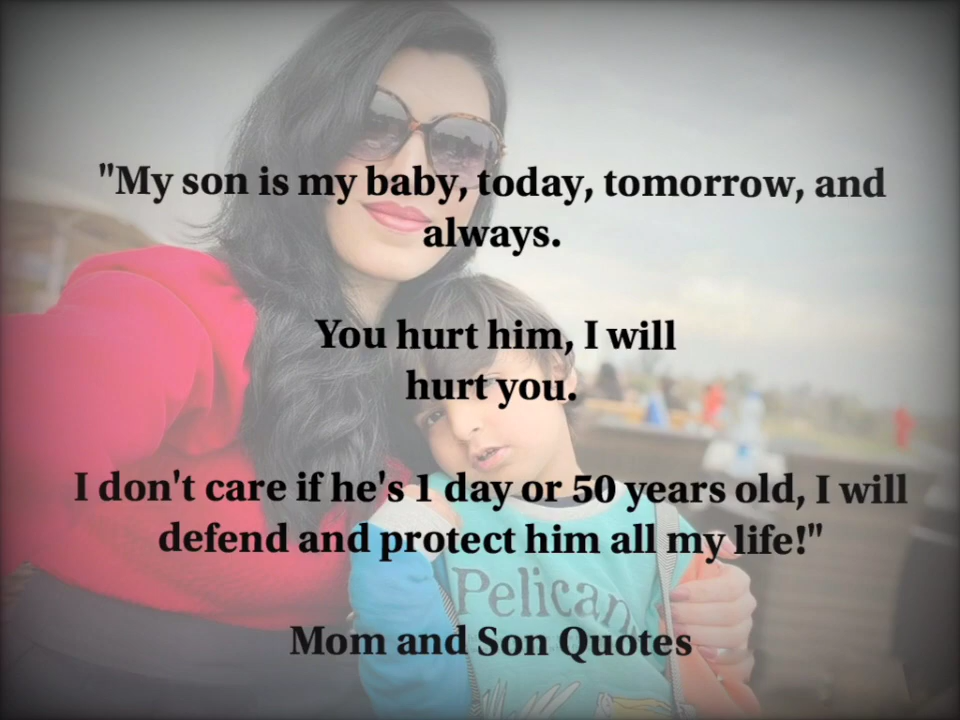 "My son is my baby, today, tomorrow, and
always.
You hurt him, I will
hurt you.
I don't care if he's 1 day or 50 years old, I will
defend and protect him all my life!"
Pelican
Mom and Son Quotes